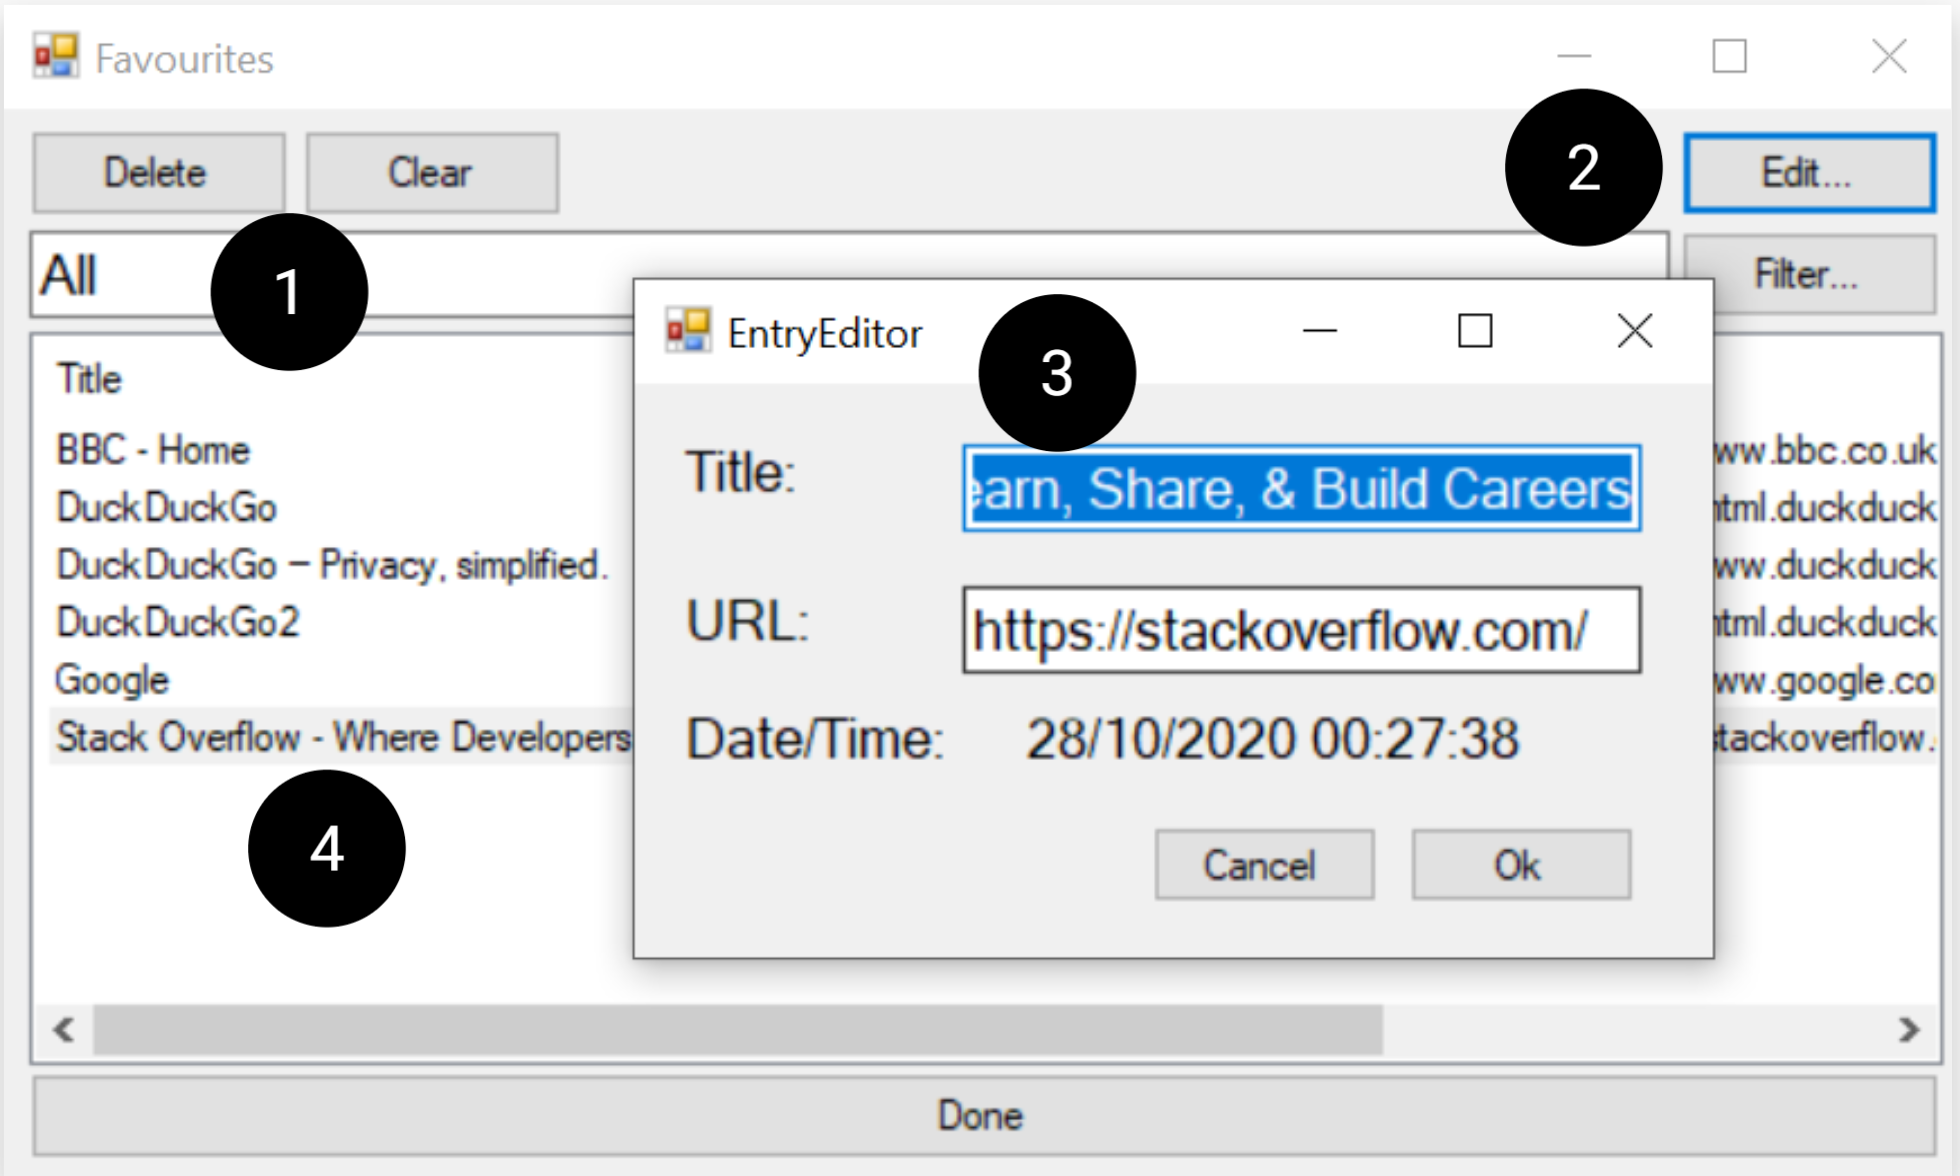 Favourites
Delete Clear 2 Edit...
All 1 Filter...
EntryEditor 3
Title
Title: earn, Share, & Build Careers
BBC - Home ww.bbc.co.uk
DuckDuckGo tml.duckduck
DuckDuckGo – Privacy, simplified. ww.duckduck
URL: https://stackoverflow.com/
DuckDuckGo2 tml.duckduck
Google ww.google.co
Stack Overflow - Where Developers stackoverflow.
Date/Time: 28/10/2020 00:27:38
4
Cancel Ok
Done